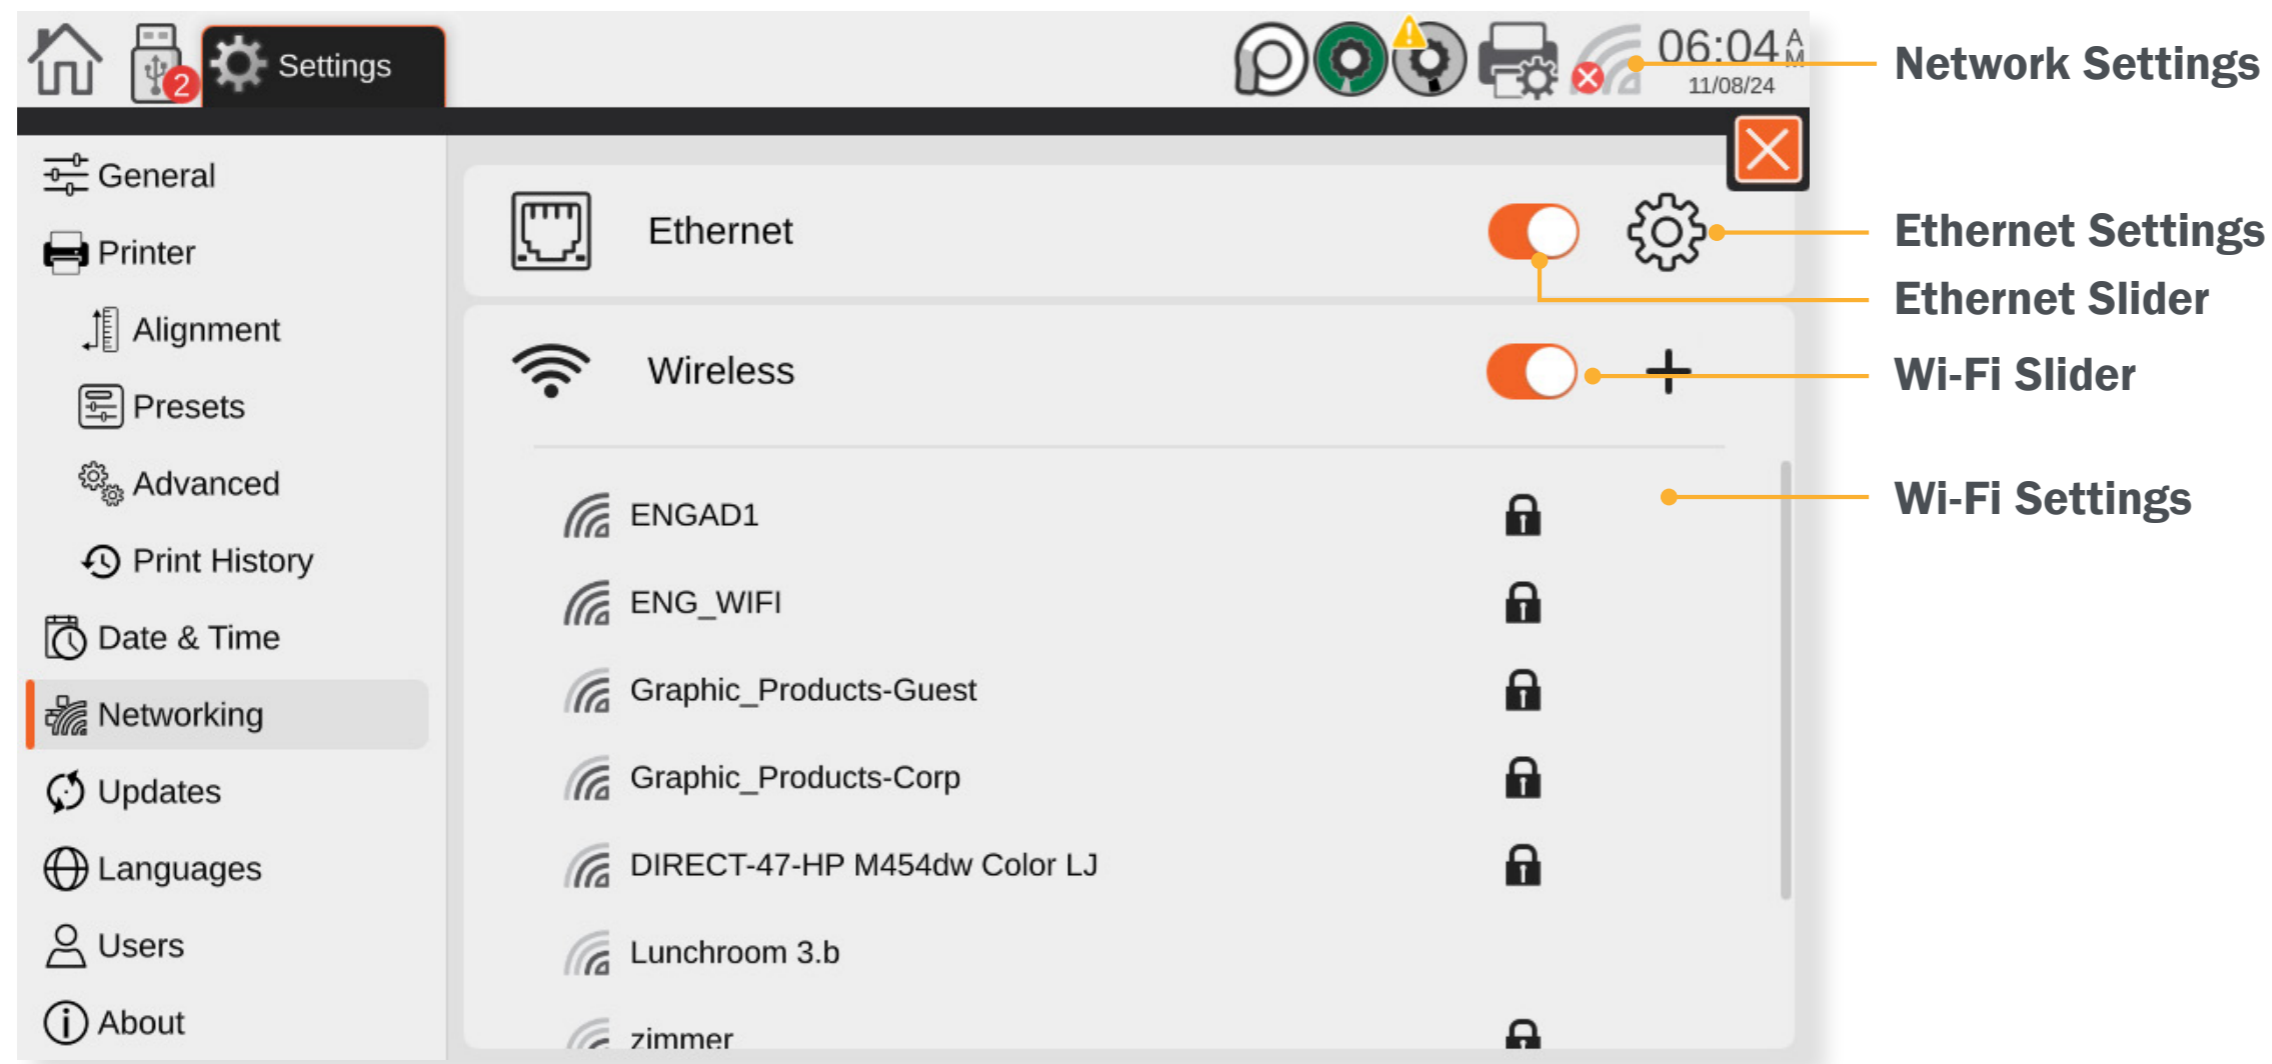 2
Settings
06:04 AM
11/08/24
Network Settings
General
Printer
Alignment
Presets
Advanced
Print History
Date & Time
Networking
Updates
Languages
Users
About
Ethernet
Ethernet Settings
Ethernet Slider
Wireless
Wi-Fi Slider
Wi-Fi Settings
ENGAD1
ENG_WIFI
Graphic_Products-Guest
Graphic_Products-Corp
DIRECT-47-HP M454dw Color LJ
Lunchroom 3.b
zimmer